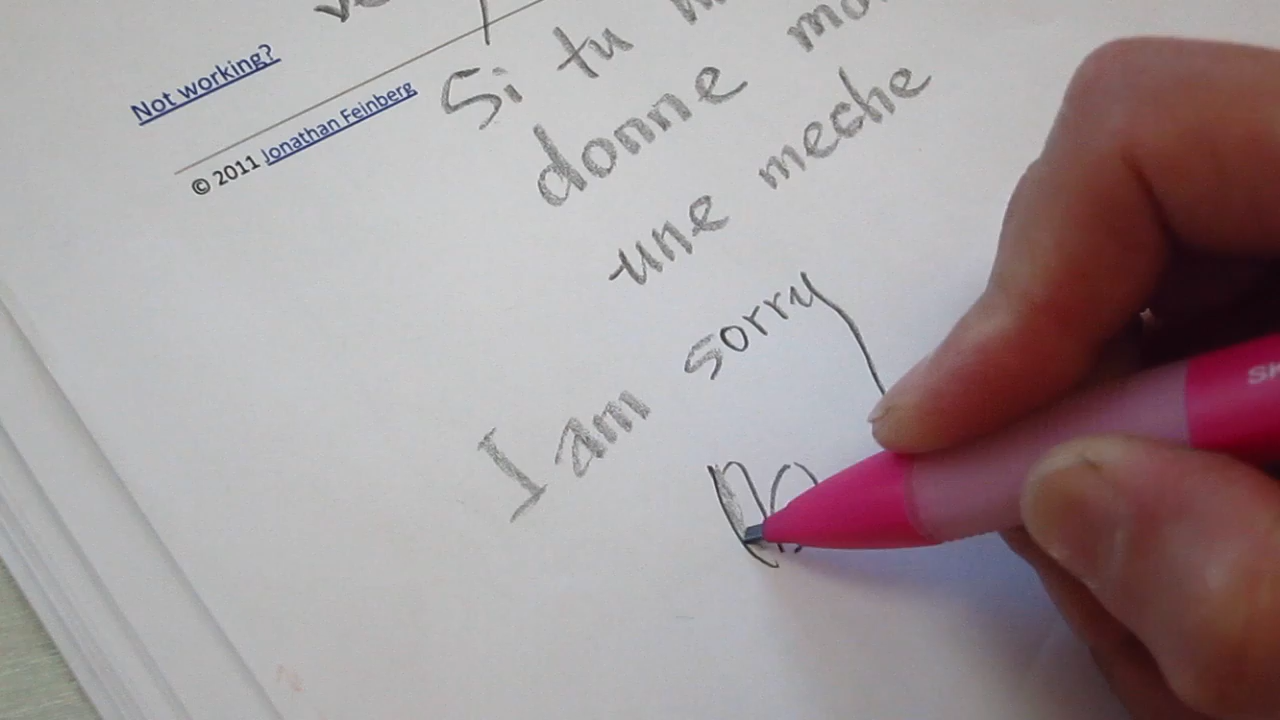 Not working?
© 2011 Jonathan Feinberg
Si tu
donne
une meche
I am sorry